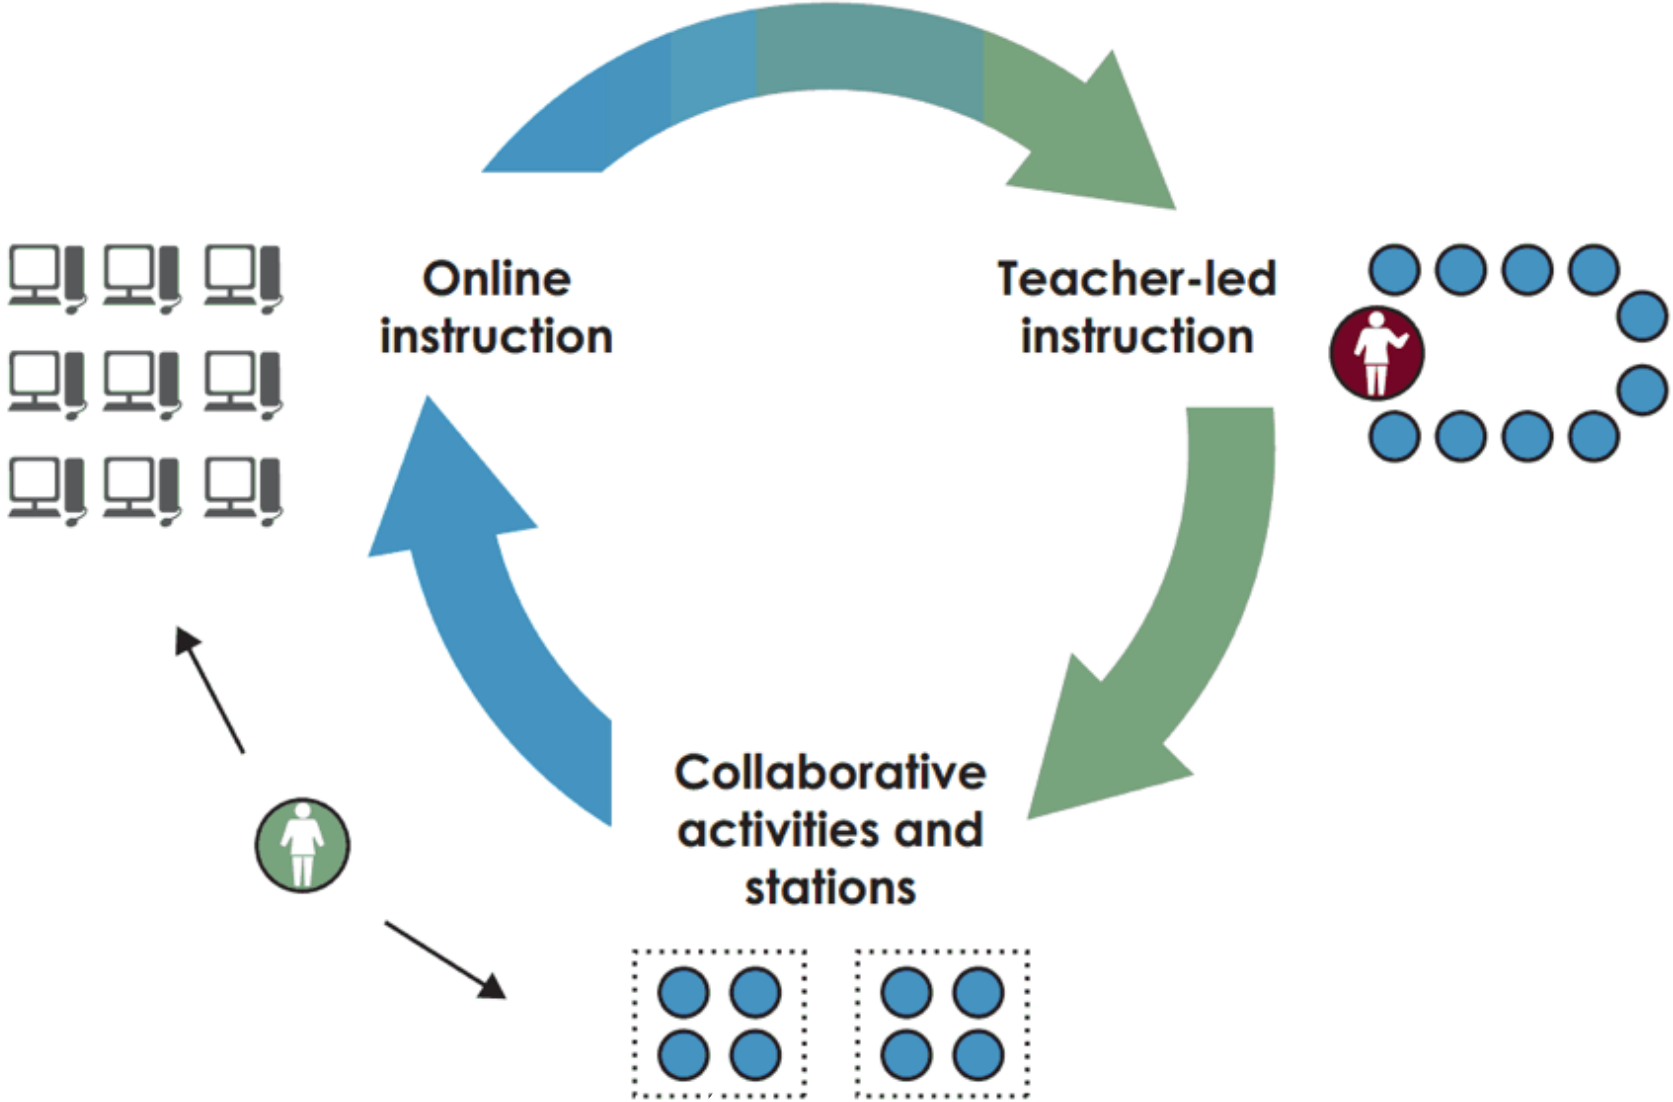 Online
instruction
Teacher-led
instruction
Collaborative
activities and
stations